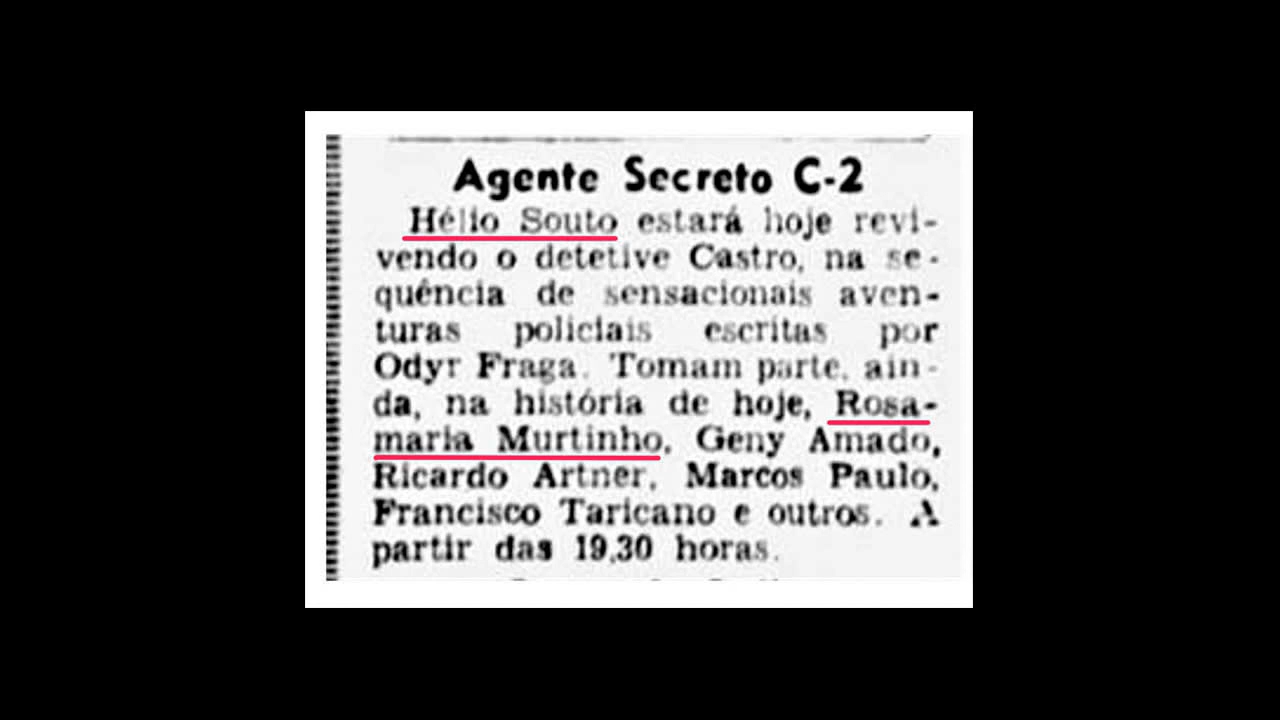 Agente Secreto C-2
Hélio Souto estará hoje revi-
vendo o detetive Castro, na se-
quência de sensacionais aven-
turas policiais escritas por
Odyr Fraga. Tomam parte, ain-
da, na história de hoje, Rosa-
maria Murtinho, Geny Amado,
Ricardo Artner, Marcos Paulo,
Francisco Taricano e outros. A
partir das 19,30 horas.